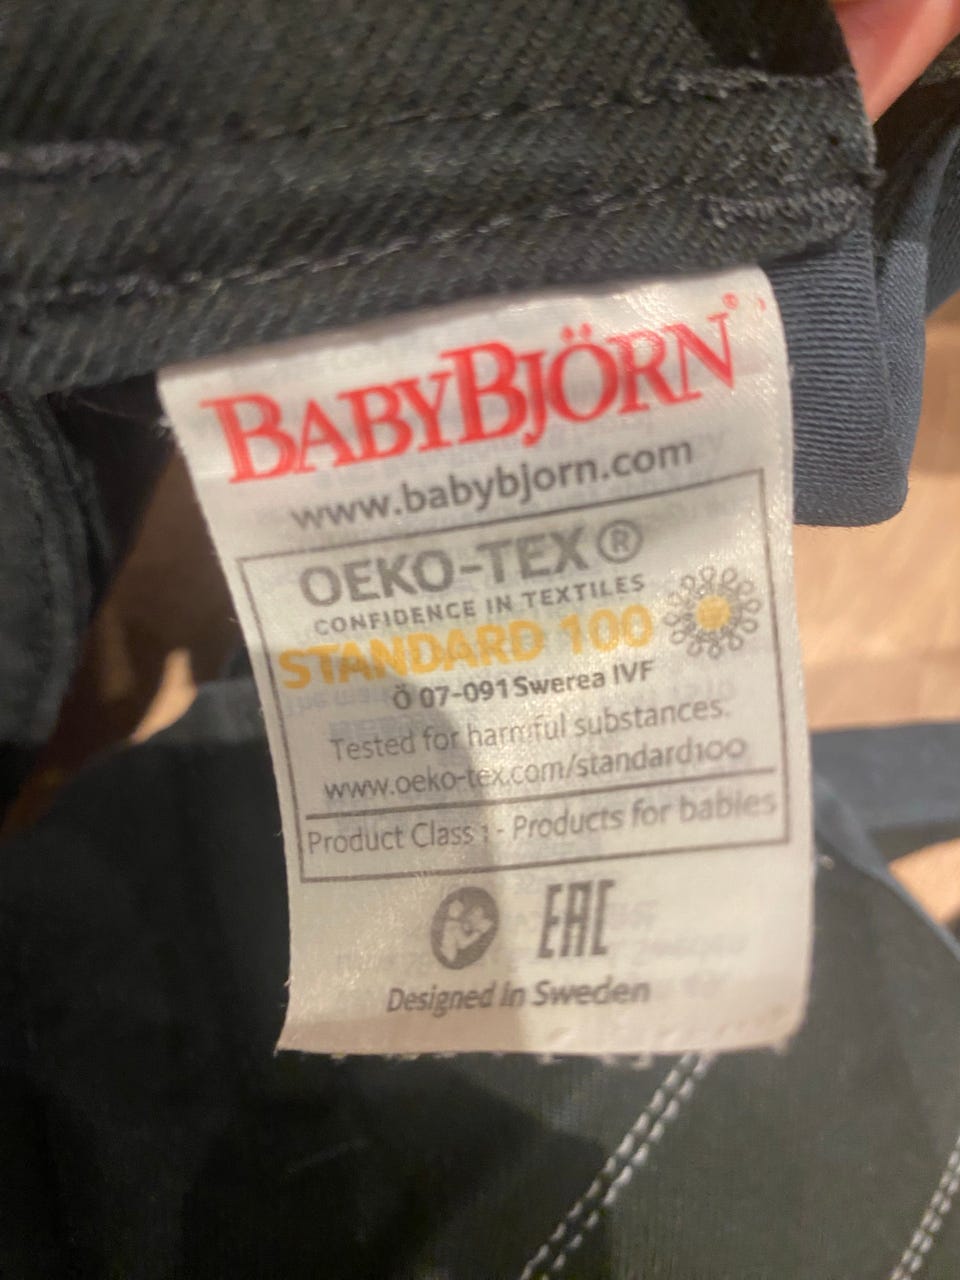 BABYBJÖRN®
www.babybjorn.com
OEKO-TEX®
CONFIDENCE IN TEXTILES
STANDARD 100
Ö 07-091 Swerea IVF
Tested for harmful substances.
www.oeko-tex.com/standard100
Product Class 1 - Products for babies
EAC
Designed in Sweden